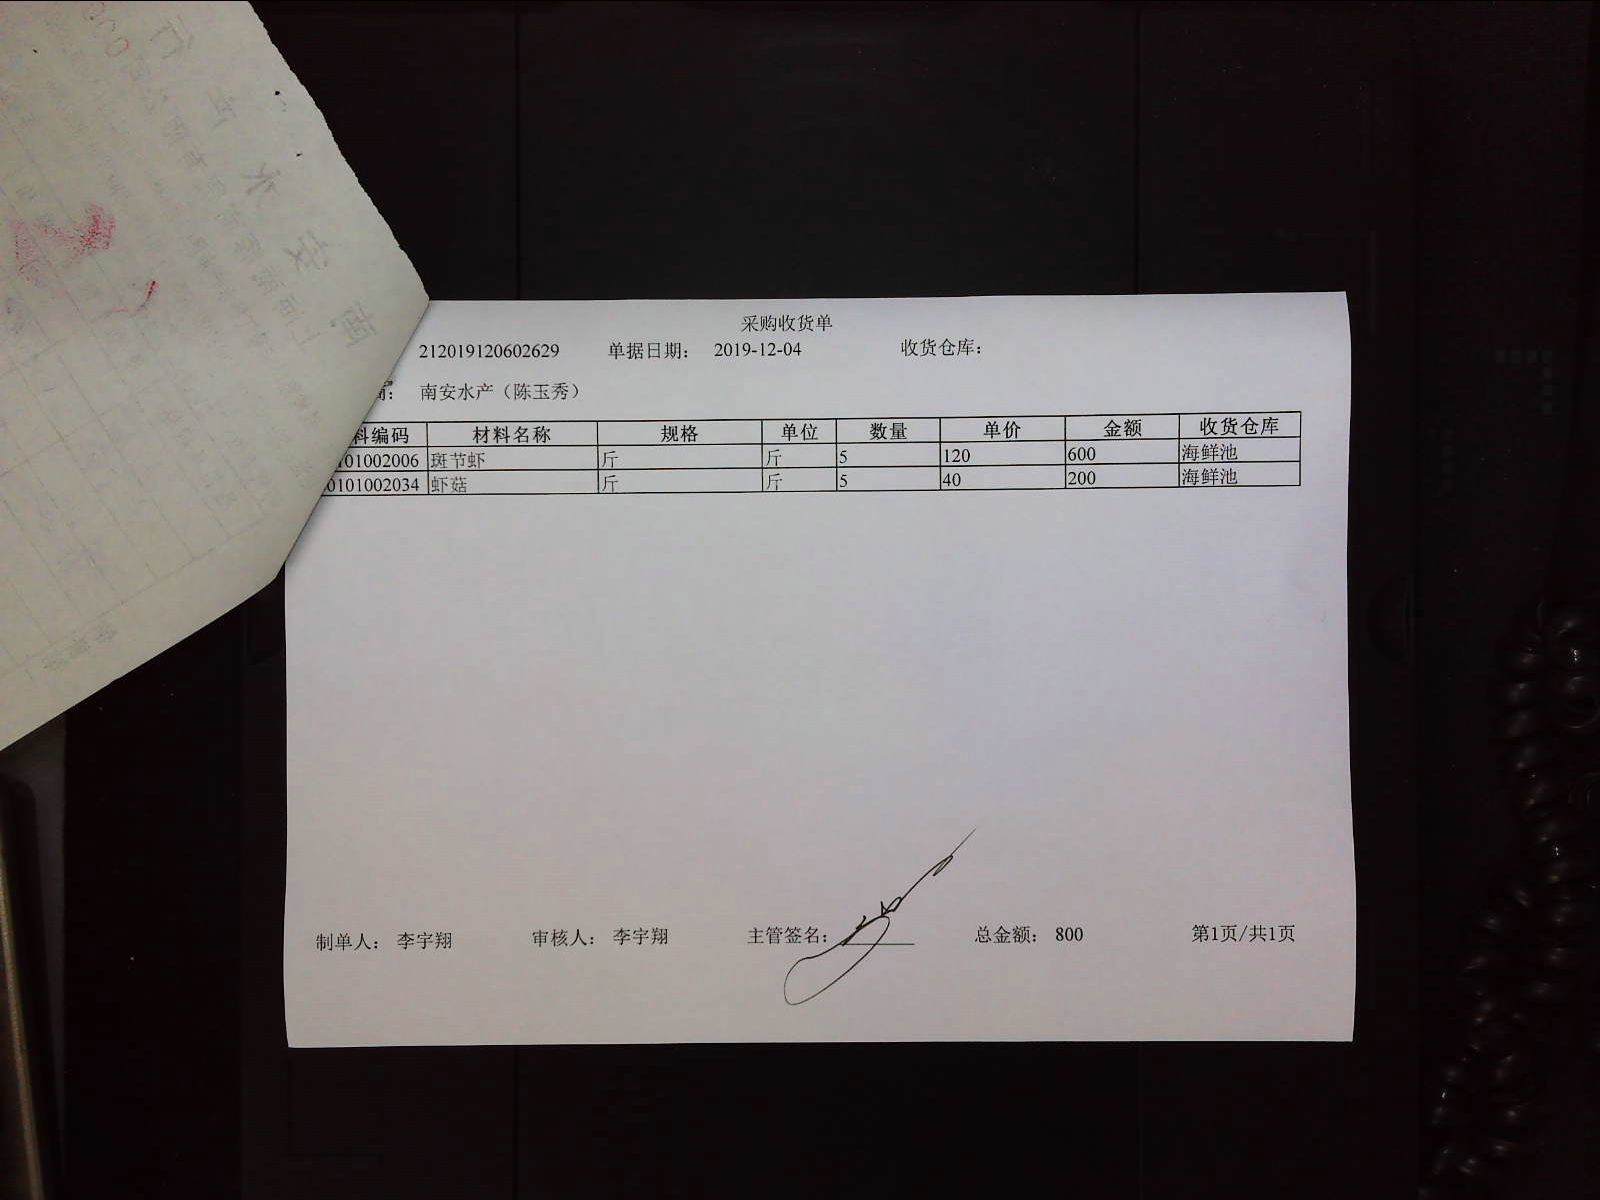 采购收货单
212019120602629 单据日期： 2019-12-04 收货仓库：
商： 南安水产（陈玉秀）
料编码 材料名称 规格 单位 数量 单价 金额 收货仓库
0101002006 斑节虾 斤 斤 5 120 600 海鲜池
0101002034 虾菇 斤 斤 5 40 200 海鲜池
制单人： 李宇翔 审核人： 李宇翔 主管签名： 总金额： 800 第1页/共1页